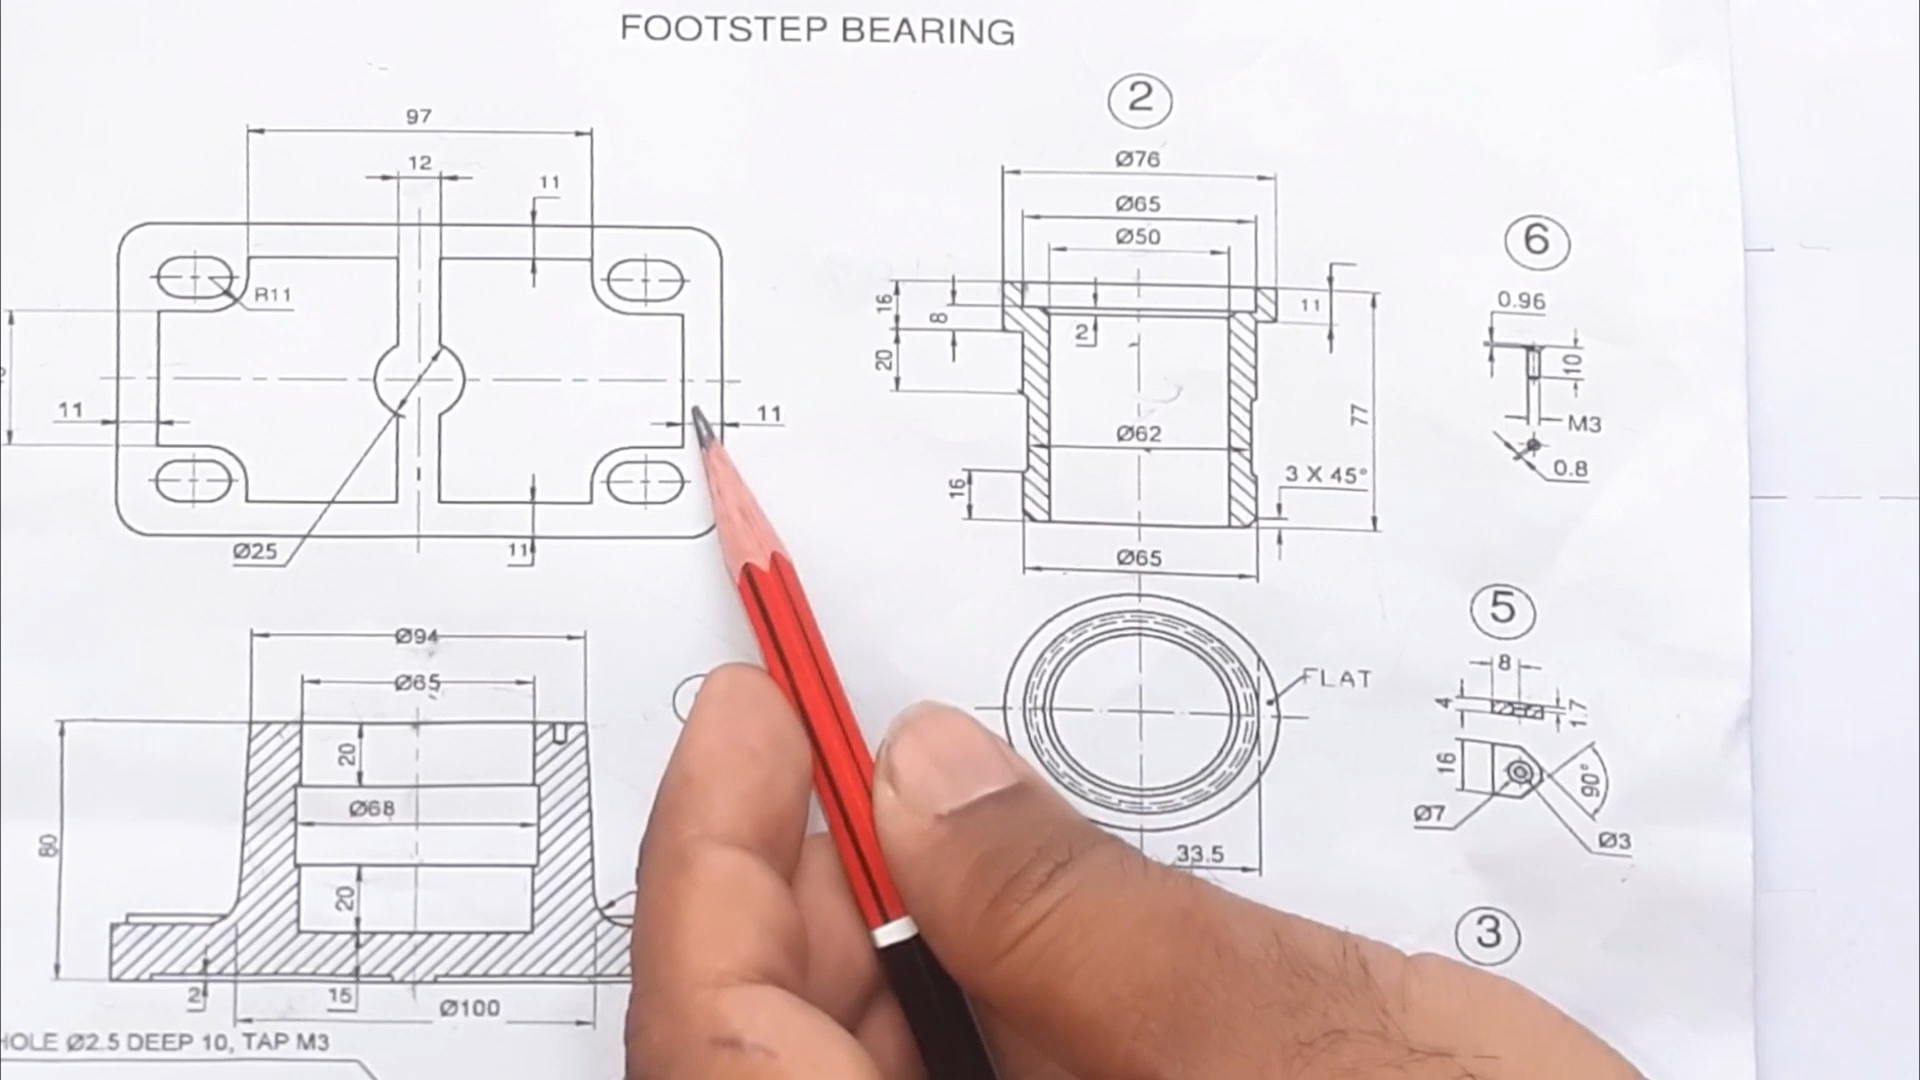 FOOTSTEP BEARING
97
12
11
R11
11
11
Ø25
11
Ø94
Ø65
20
Ø68
80
20
2
15
Ø100
HOLE Ø2.5 DEEP 10, TAP M3
2
Ø76
Ø65
Ø50
16
8
20
2
11
77
Ø62
16
3 X 45°
Ø65
FLAT
33.5
6
0.96
10
M3
0.8
5
8
4
1.7
16
90°
Ø7
Ø3
3